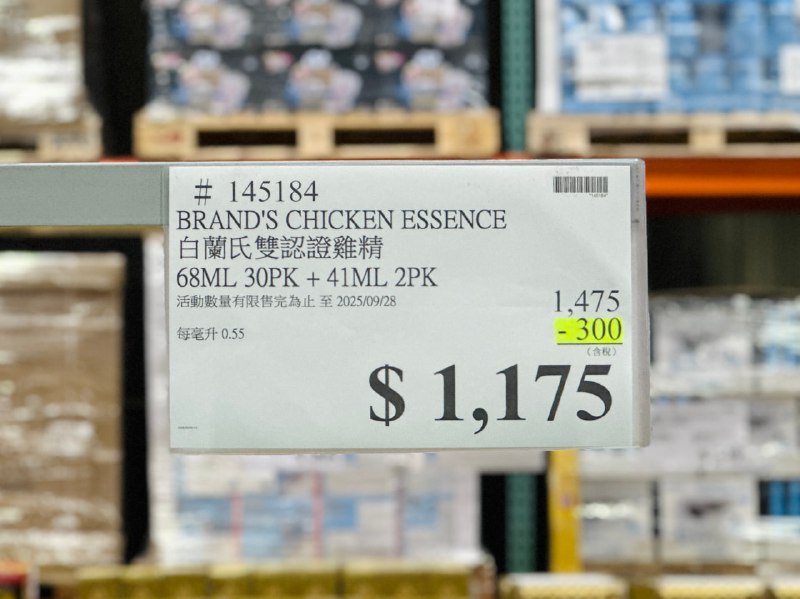 # 145184
BRAND'S CHICKEN ESSENCE
白蘭氏雙認證雞精
68ML 30PK + 41ML 2PK
活動數量有限售完為止 至 2025/09/28
1,475
每毫升 0.55
- 300
(含稅)
$ 1,175